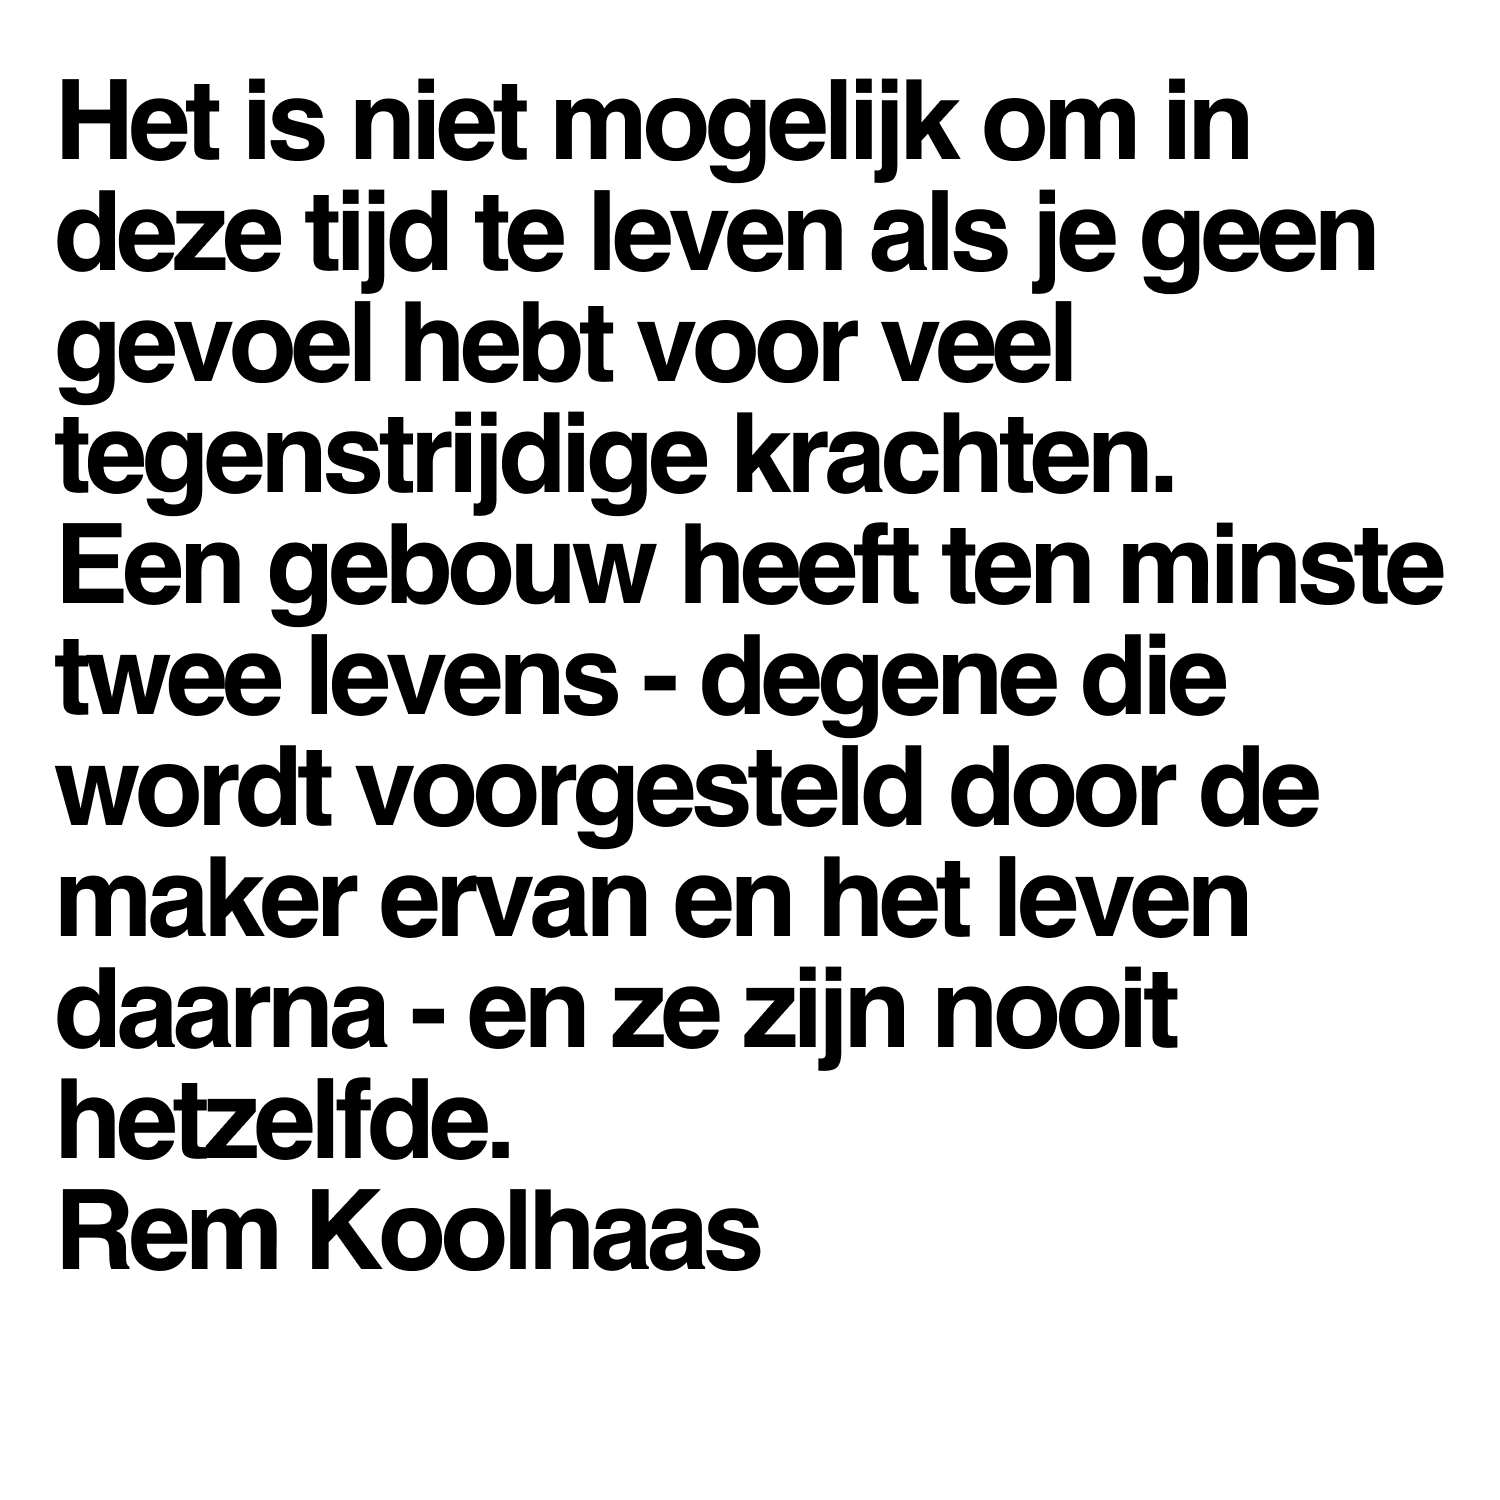 Het is niet mogelijk om in
deze tijd te leven als je geen
gevoel hebt voor veel
tegenstrijdige krachten.
Een gebouw heeft ten minste
twee levens - degene die
wordt voorgesteld door de
maker ervan en het leven
daarna - en ze zijn nooit
hetzelfde.
Rem Koolhaas